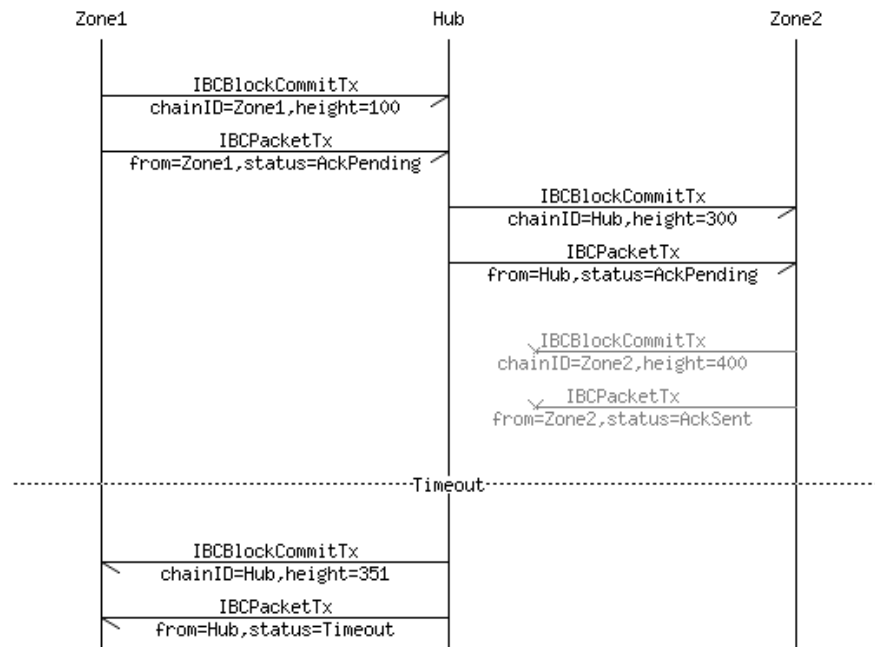 Zone1 Hub Zone2
IBCBlockCommitTx
chainID=Zone1,height=100
IBCPacketTx
from=Zone1,status=AckPending
IBCBlockCommitTx
chainID=Hub,height=300
IBCPacketTx
from=Hub,status=AckPending
IBCBlockCommitTx
chainID=Zone2,height=400
IBCPacketTx
from=Zone2,status=AckSent
Timeout
IBCBlockCommitTx
chainID=Hub,height=351
IBCPacketTx
from=Hub,status=Timeout